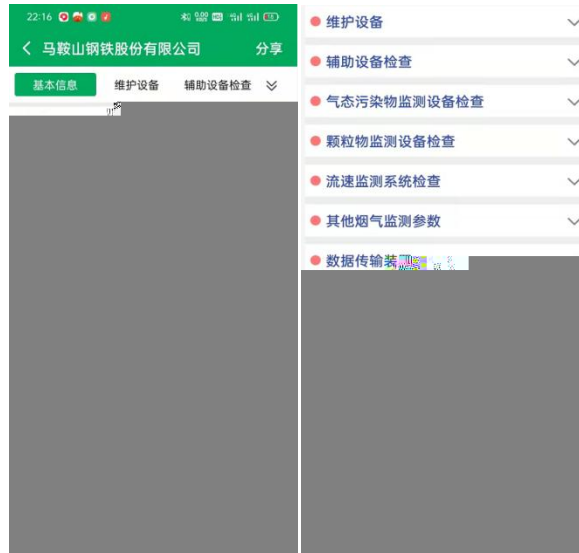 22:16
马鞍山钢铁股份有限公司 分享
基本信息 维护设备 辅助设备检查
维护设备
辅助设备检查
气态污染物监测设备检查
颗粒物监测设备检查
流速监测系统检查
其他烟气监测参数
数据传输装